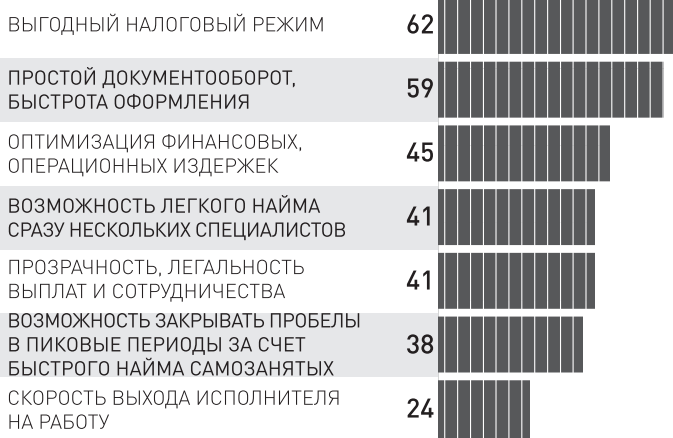 ВЫГОДНЫЙ НАЛОГОВЫЙ РЕЖИМ 62
ПРОСТОЙ ДОКУМЕНТООБОРОТ,
БЫСТРОТА ОФОРМЛЕНИЯ 59
ОПТИМИЗАЦИЯ ФИНАНСОВЫХ,
ОПЕРАЦИОННЫХ ИЗДЕРЖЕК 45
ВОЗМОЖНОСТЬ ЛЕГКОГО НАЙМА
СРАЗУ НЕСКОЛЬКИХ СПЕЦИАЛИСТОВ 41
ПРОЗРАЧНОСТЬ, ЛЕГАЛЬНОСТЬ
ВЫПЛАТ И СОТРУДНИЧЕСТВА 41
ВОЗМОЖНОСТЬ ЗАКРЫВАТЬ ПРОБЕЛЫ
В ПИКОВЫЕ ПЕРИОДЫ ЗА СЧЕТ 38
БЫСТРОГО НАЙМА САМОЗАНЯТЫХ
СКОРОСТЬ ВЫХОДА ИСПОЛНИТЕЛЯ
НА РАБОТУ 24